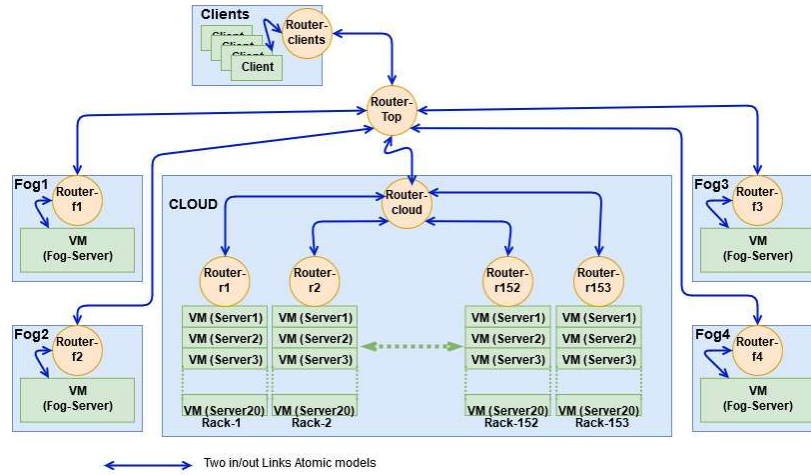 Clients
Router-
clients
Client
Client
Client
Client
Router-
Top
Fog1
Router-
f1
VM
(Fog-Server)
Fog2
Router-
f2
VM
(Fog-Server)
CLOUD
Router-
cloud
Router-
r1
Router-
r2
Router-
r152
Router-
r153
VM (Server1)
VM (Server2)
VM (Server3)
VM (Server20)
Rack-1
VM (Server1)
VM (Server2)
VM (Server3)
VM (Server20)
Rack-2
VM (Server1)
VM (Server2)
VM (Server3)
VM (Server20)
Rack-152
VM (Server1)
VM (Server2)
VM (Server3)
VM (Server20)
Rack-153
Fog3
Router-
f3
VM
(Fog-Server)
Fog4
Router-
f4
VM
(Fog-Server)
Two in/out Links Atomic models